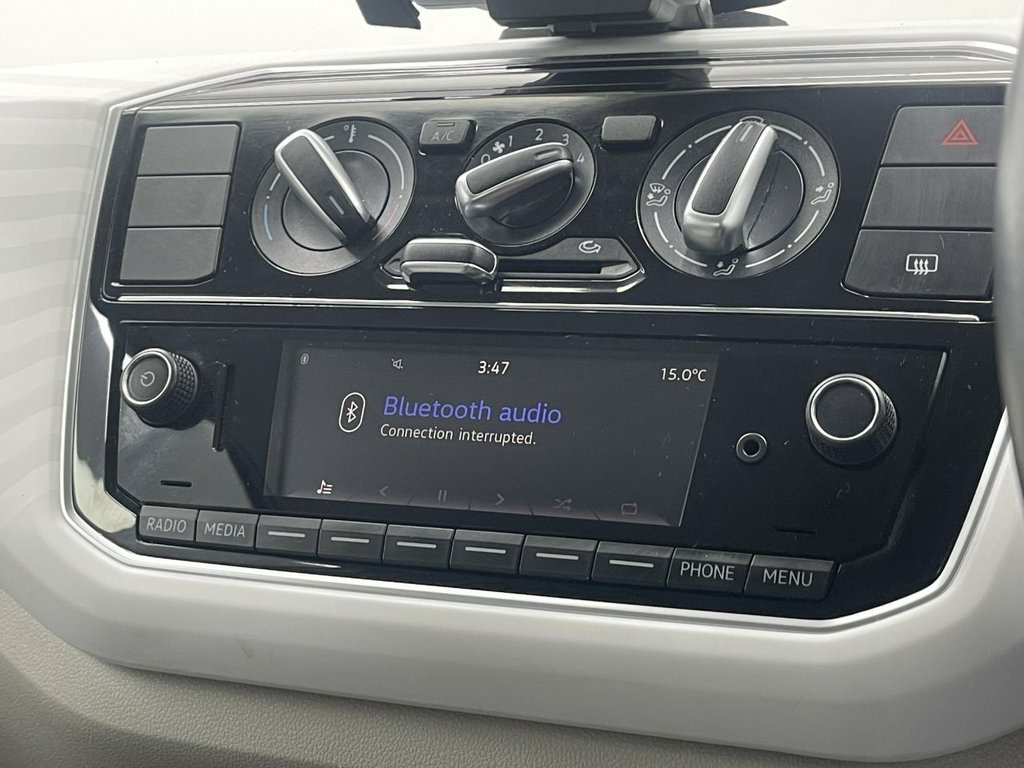 A/C
0 1 2 3 4
3:47
15.0°C
Bluetooth audio
Connection interrupted.
RADIO
MEDIA
PHONE
MENU